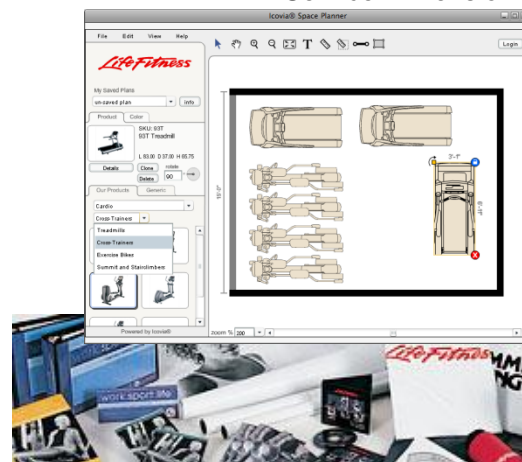 Icovia® Space Planner
File Edit View Help
Login
LifeFitness
My Saved Plans
un-saved plan
Info
Product Color
SKU: 93T
93T Treadmill
L 83.00 D 37.00 H 65.75
Details
Clone
rotate
Delete
90
Our Products Generic
Cardio
Cross-Trainers
Treadmills
Cross-Trainers
Exercise Bikes
Summit and Stairclimbers
Powered by Icovia®
zoom % 200
3'-1"
6'-11"
LifeFitness
work.sport.life